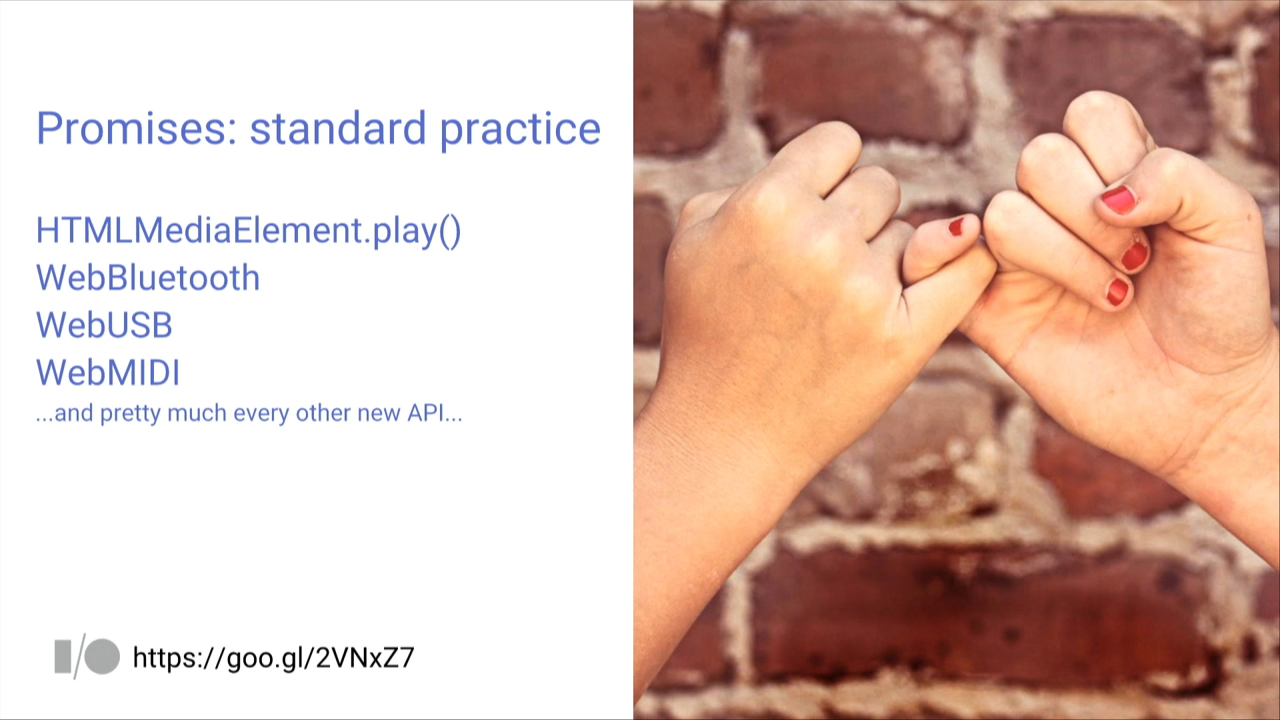 Promises: standard practice
HTMLMediaElement.play()
WebBluetooth
WebUSB
WebMIDI
...and pretty much every other new API...
I/O https://goo.gl/2VNxZ7